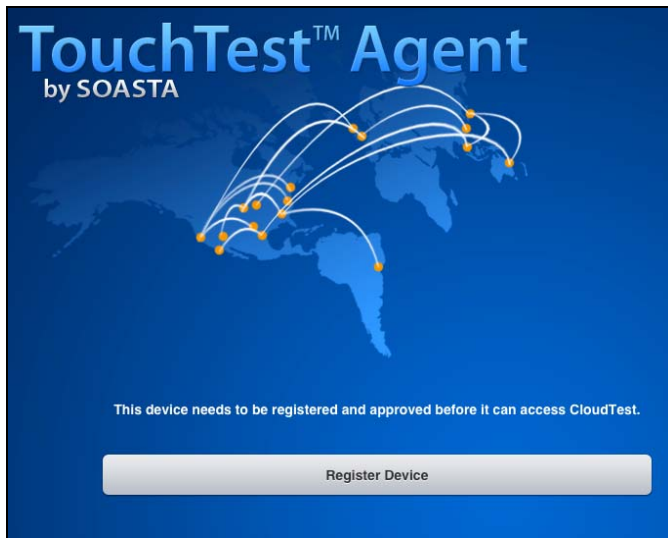 TouchTest™ Agent
by SOASTA
This device needs to be registered and approved before it can access CloudTest.
Register Device